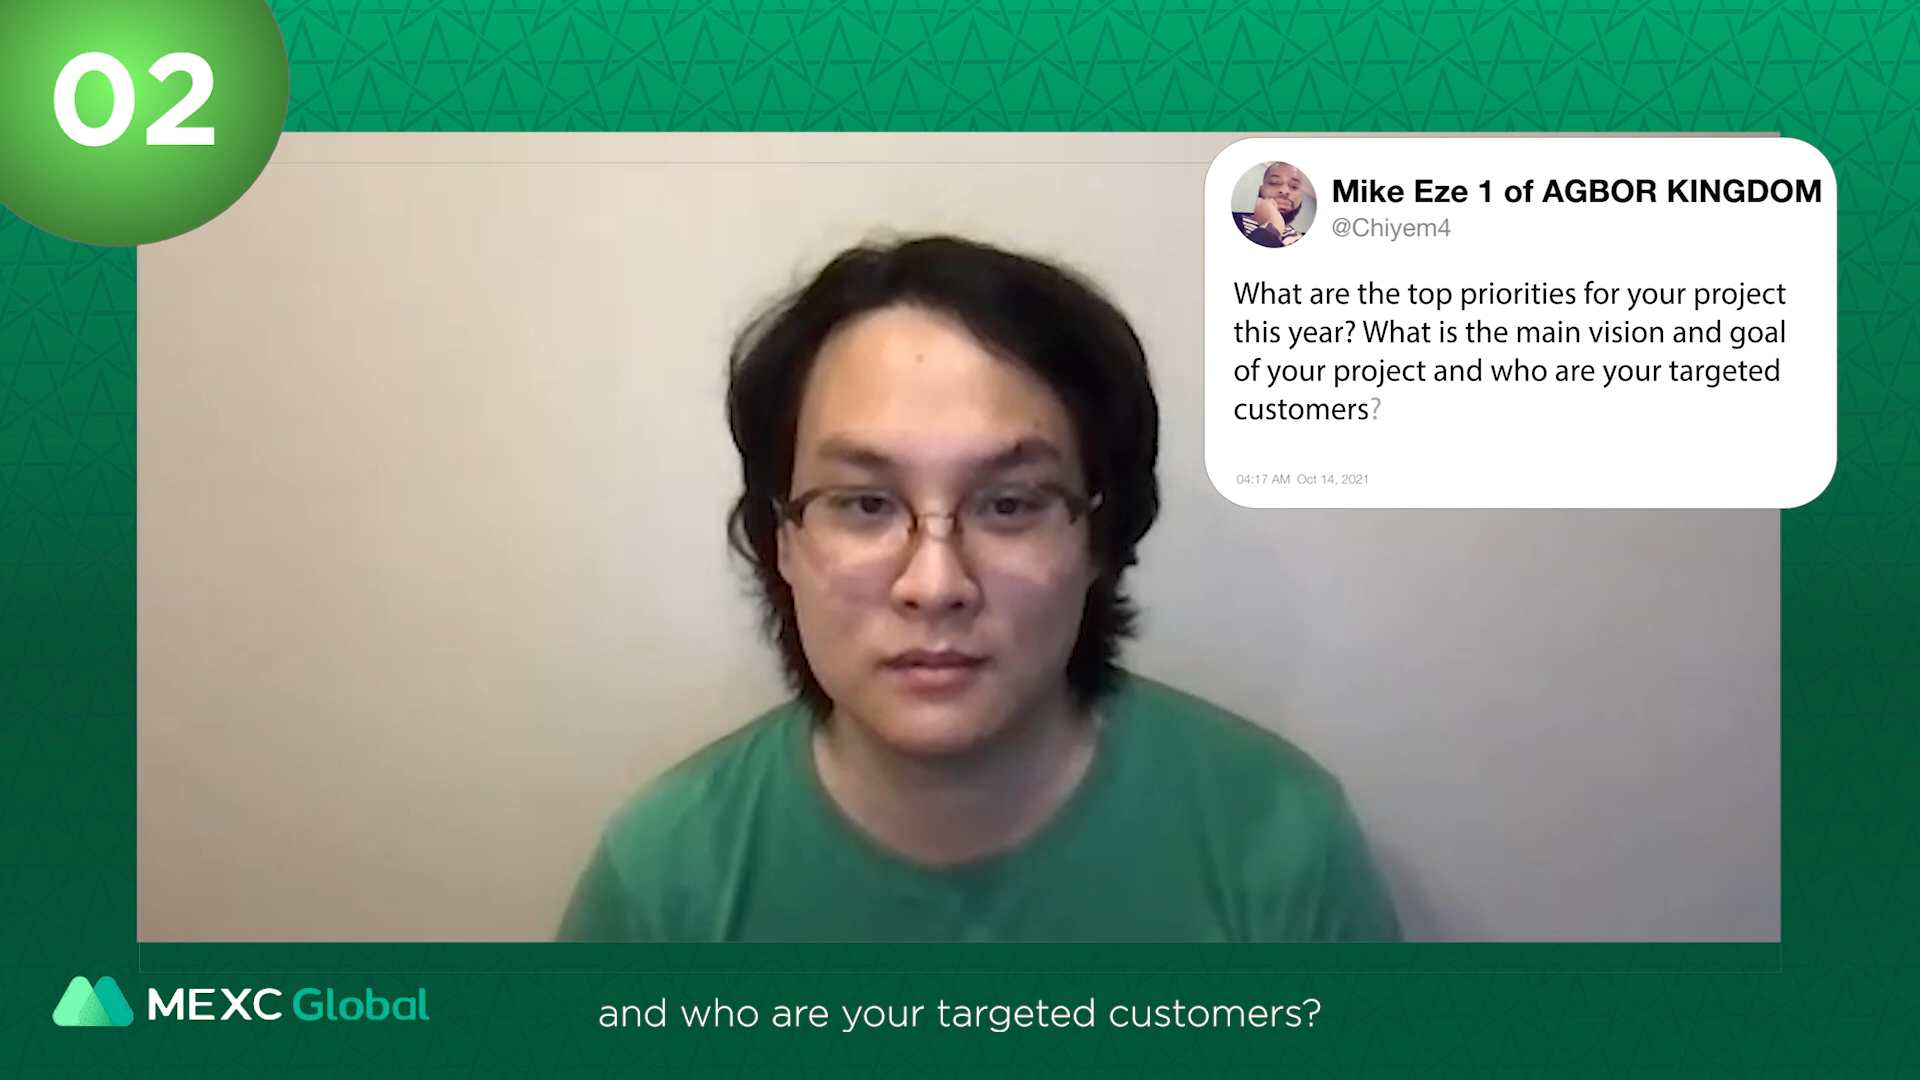 02
Mike Eze 1 of AGBOR KINGDOM
@Chiyem4
What are the top priorities for your project
this year? What is the main vision and goal
of your project and who are your targeted
customers?
04:17 AM Oct 14, 2021
MEXC Global
and who are your targeted customers?